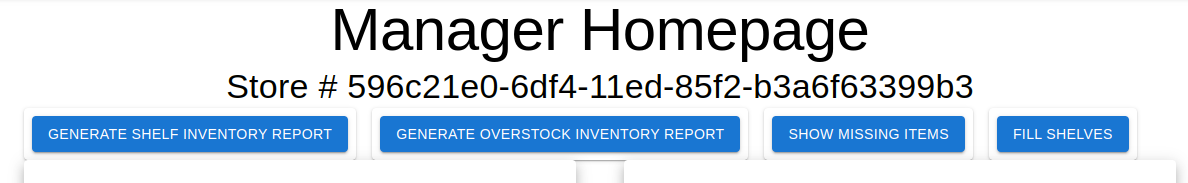 Manager Homepage
Store # 596c21e0-6df4-11ed-85f2-b3a6f63399b3
GENERATE SHELF INVENTORY REPORT GENERATE OVERSTOCK INVENTORY REPORT SHOW MISSING ITEMS FILL SHELVES